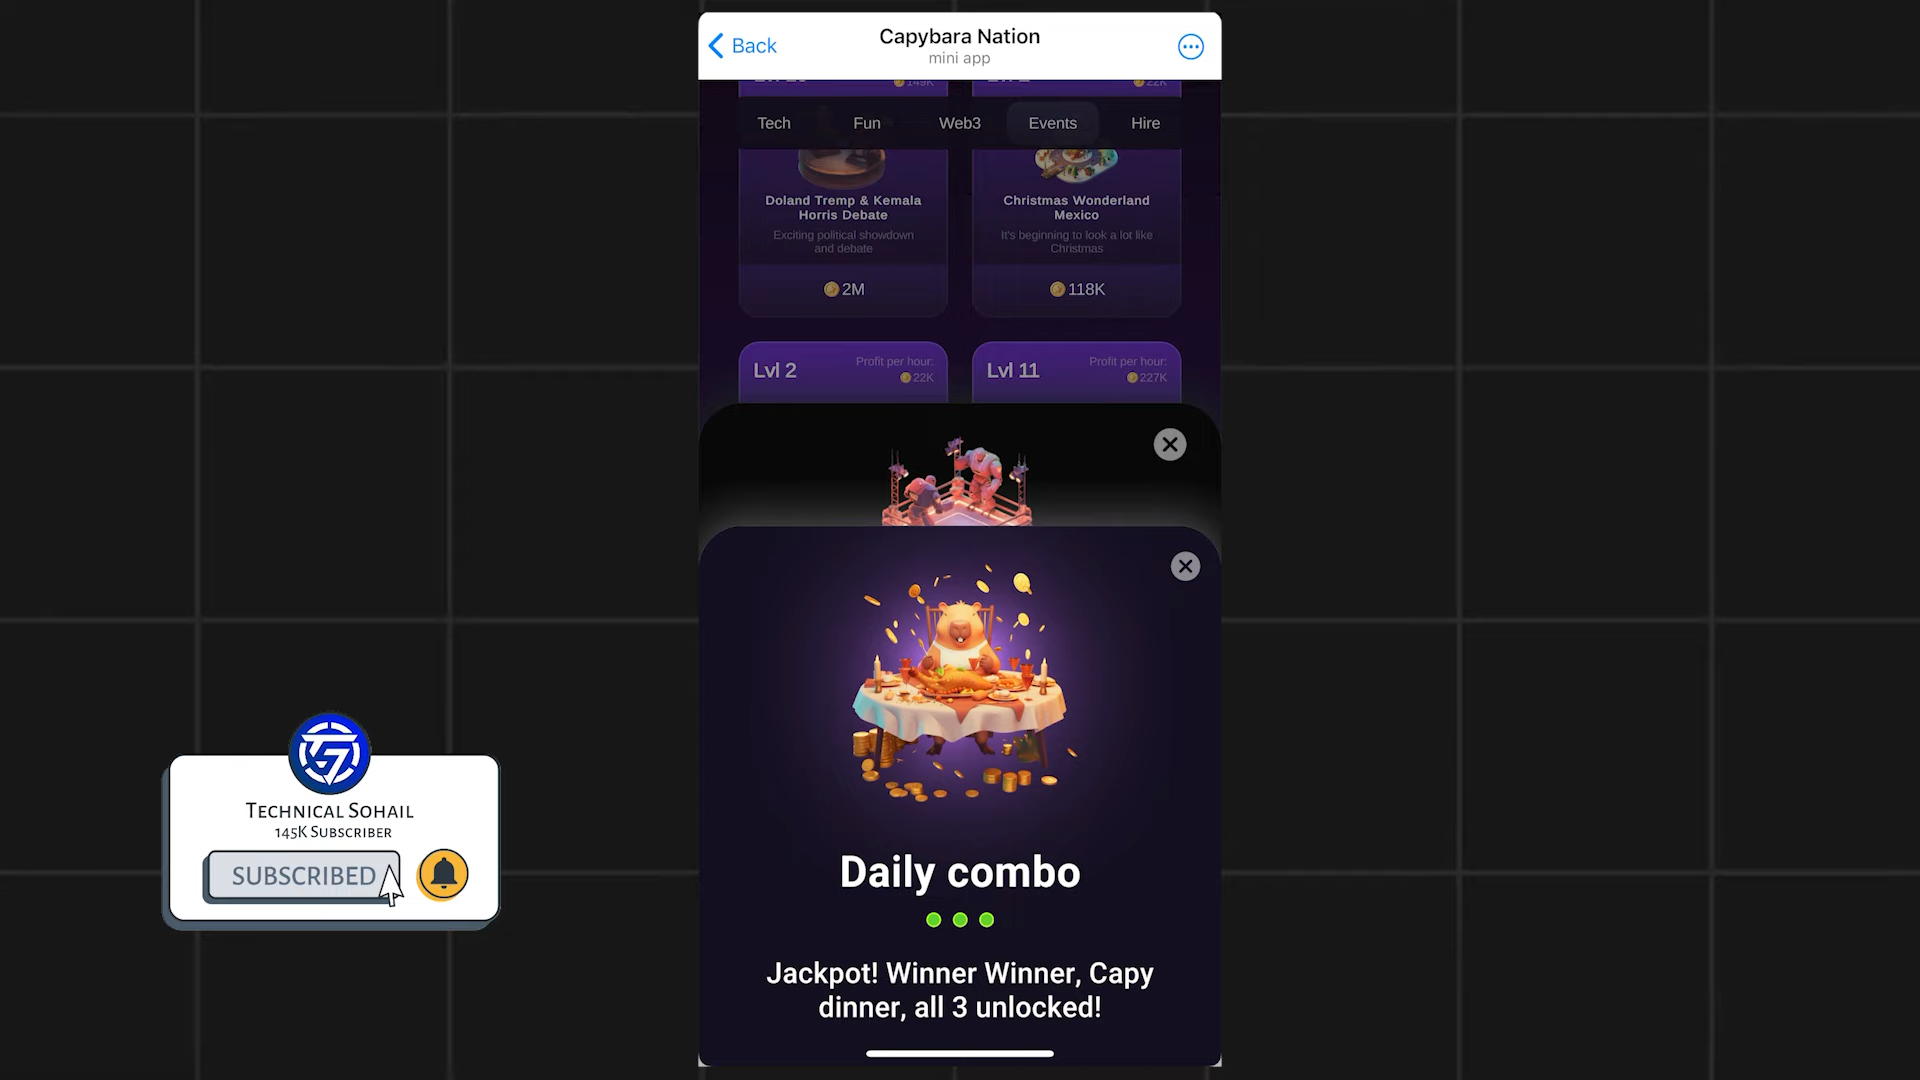 Back
Capybara Nation
mini app
149K
22K
Tech
Fun
Web3
Events
Hire
Doland Tremp & Kemala
Horris Debate
Exciting political showdown
and debate
2M
Christmas Wonderland
Mexico
It's beginning to look a lot like
Christmas
118K
Lvl 2
Profit per hour:
22K
Lvl 11
Profit per hour:
227K
Daily combo
Jackpot! Winner Winner, Capy
dinner, all 3 unlocked!
TECHNICAL SOHAIL
145K SUBSCRIBER
SUBSCRIBED